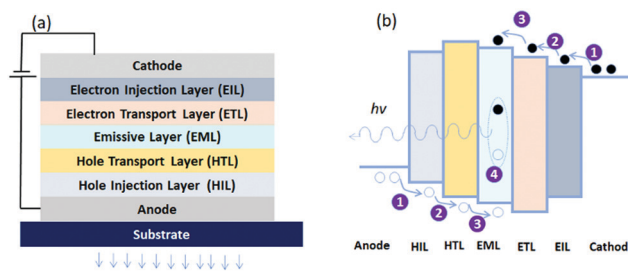 (a)
Cathode
Electron Injection Layer (EIL)
Electron Transport Layer (ETL)
Emissive Layer (EML)
Hole Transport Layer (HTL)
Hole Injection Layer (HIL)
Anode
Substrate
(b)
3
2
1
hv
4
1
2
3
Anode HIL HTL EML ETL EIL Cathod